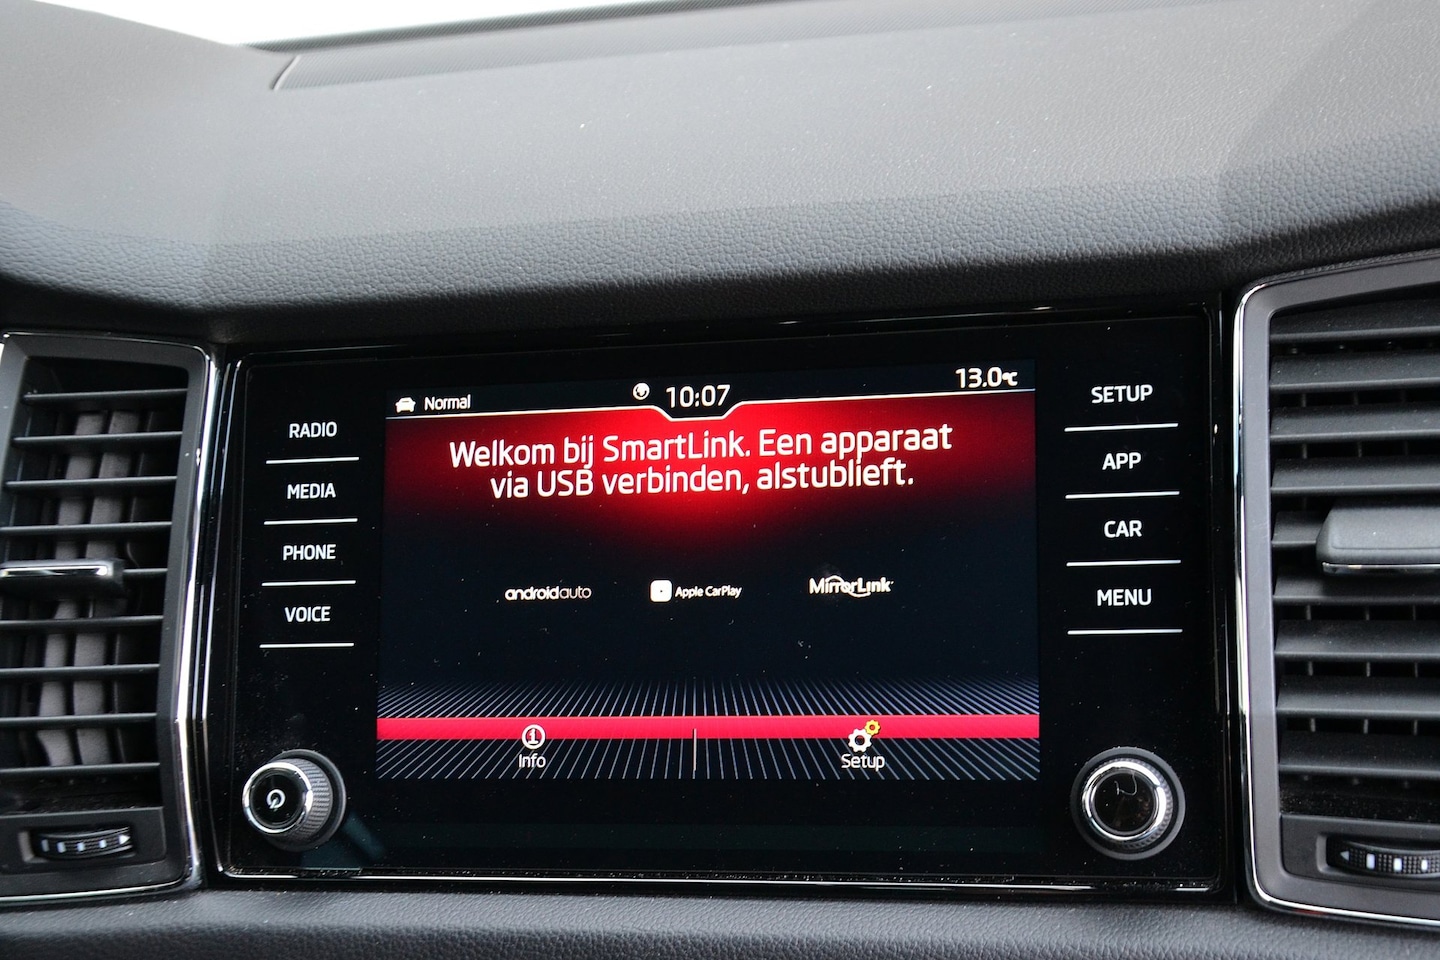 Normal
10:07
13.0°C
RADIO
MEDIA
PHONE
VOICE
Welkom bij SmartLink. Een apparaat
via USB verbinden, alstublieft.
androidauto
Apple CarPlay
MirrorLink
Info
Setup
SETUP
APP
CAR
MENU